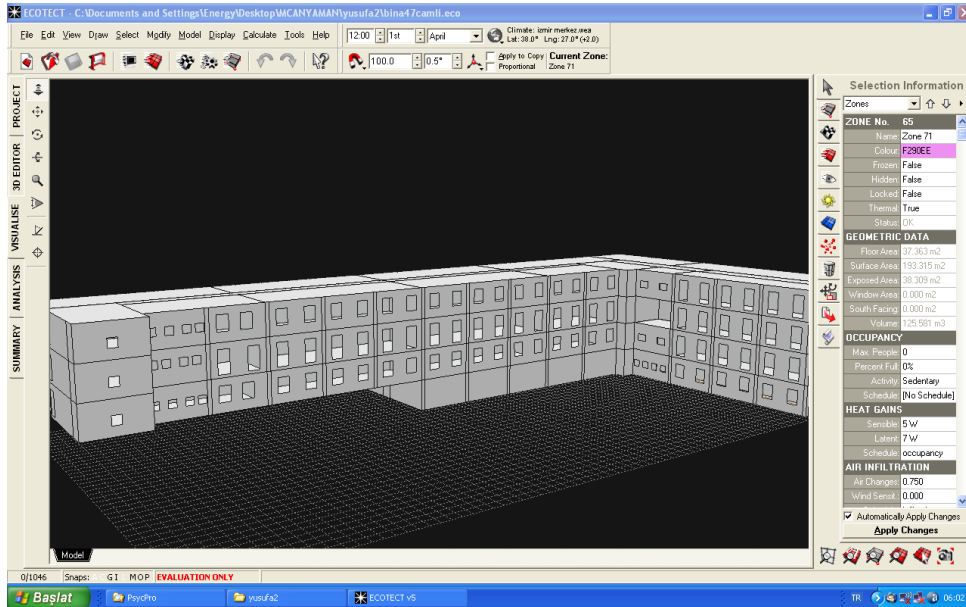 ECOTECT - C:\Documents and Settings\Energy\Desktop\MCANYAMAN\yusufa2\bina47camli.eco
File Edit View Draw Select Modify Model Display Calculate Tools Help
12:00 1st April
Climate: izmir merkez.wea
Lat: 38.0° Lng: 27.0° (+2.0)
100.0 0.5°
Apply to Copy
Proportional
Current Zone:
Zone 71
PROJECT
3D EDITOR
VISUALISE
ANALYSIS
SUMMARY
Selection Information
Zones
ZONE No. 65
Name: Zone 71
Colour: F290EE
Frozen: False
Hidden: False
Locked: False
Thermal: True
Status: OK
GEOMETRIC DATA
Floor Area: 37.363 m2
Surface Area: 193.315 m2
Exposed Area: 38.309 m2
Window Area: 0.000 m2
South Facing: 0.000 m2
Volume: 125.581 m3
OCCUPANCY
Max. People: 0
Percent Full: 0%
Activity: Sedentary
Schedule: [No Schedule]
HEAT GAINS
Sensible: 5 W
Latent: 7 W
Schedule: occupancy
AIR INFILTRATION
Air Changes: 0.750
Wind Sensit.: 0.000
Automatically Apply Changes
Apply Changes
Model
0/1046 Snaps: G I M O P EVALUATION ONLY
Başlat PsycPro yusufa2 ECOTECT v5 TR 06:02